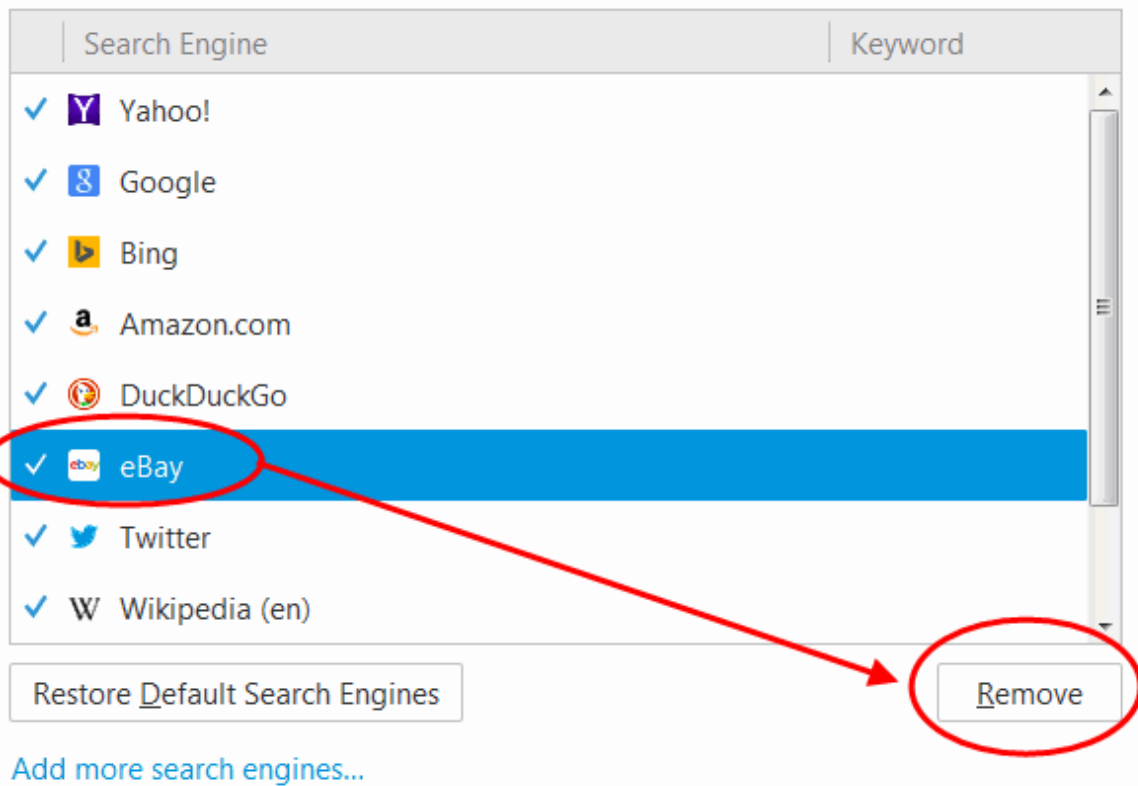 Search Engine Keyword
Yahoo!
Google
Bing
Amazon.com
DuckDuckGo
ebay eBay
Twitter
W Wikipedia (en)
Restore Default Search Engines Remove
Add more search engines...